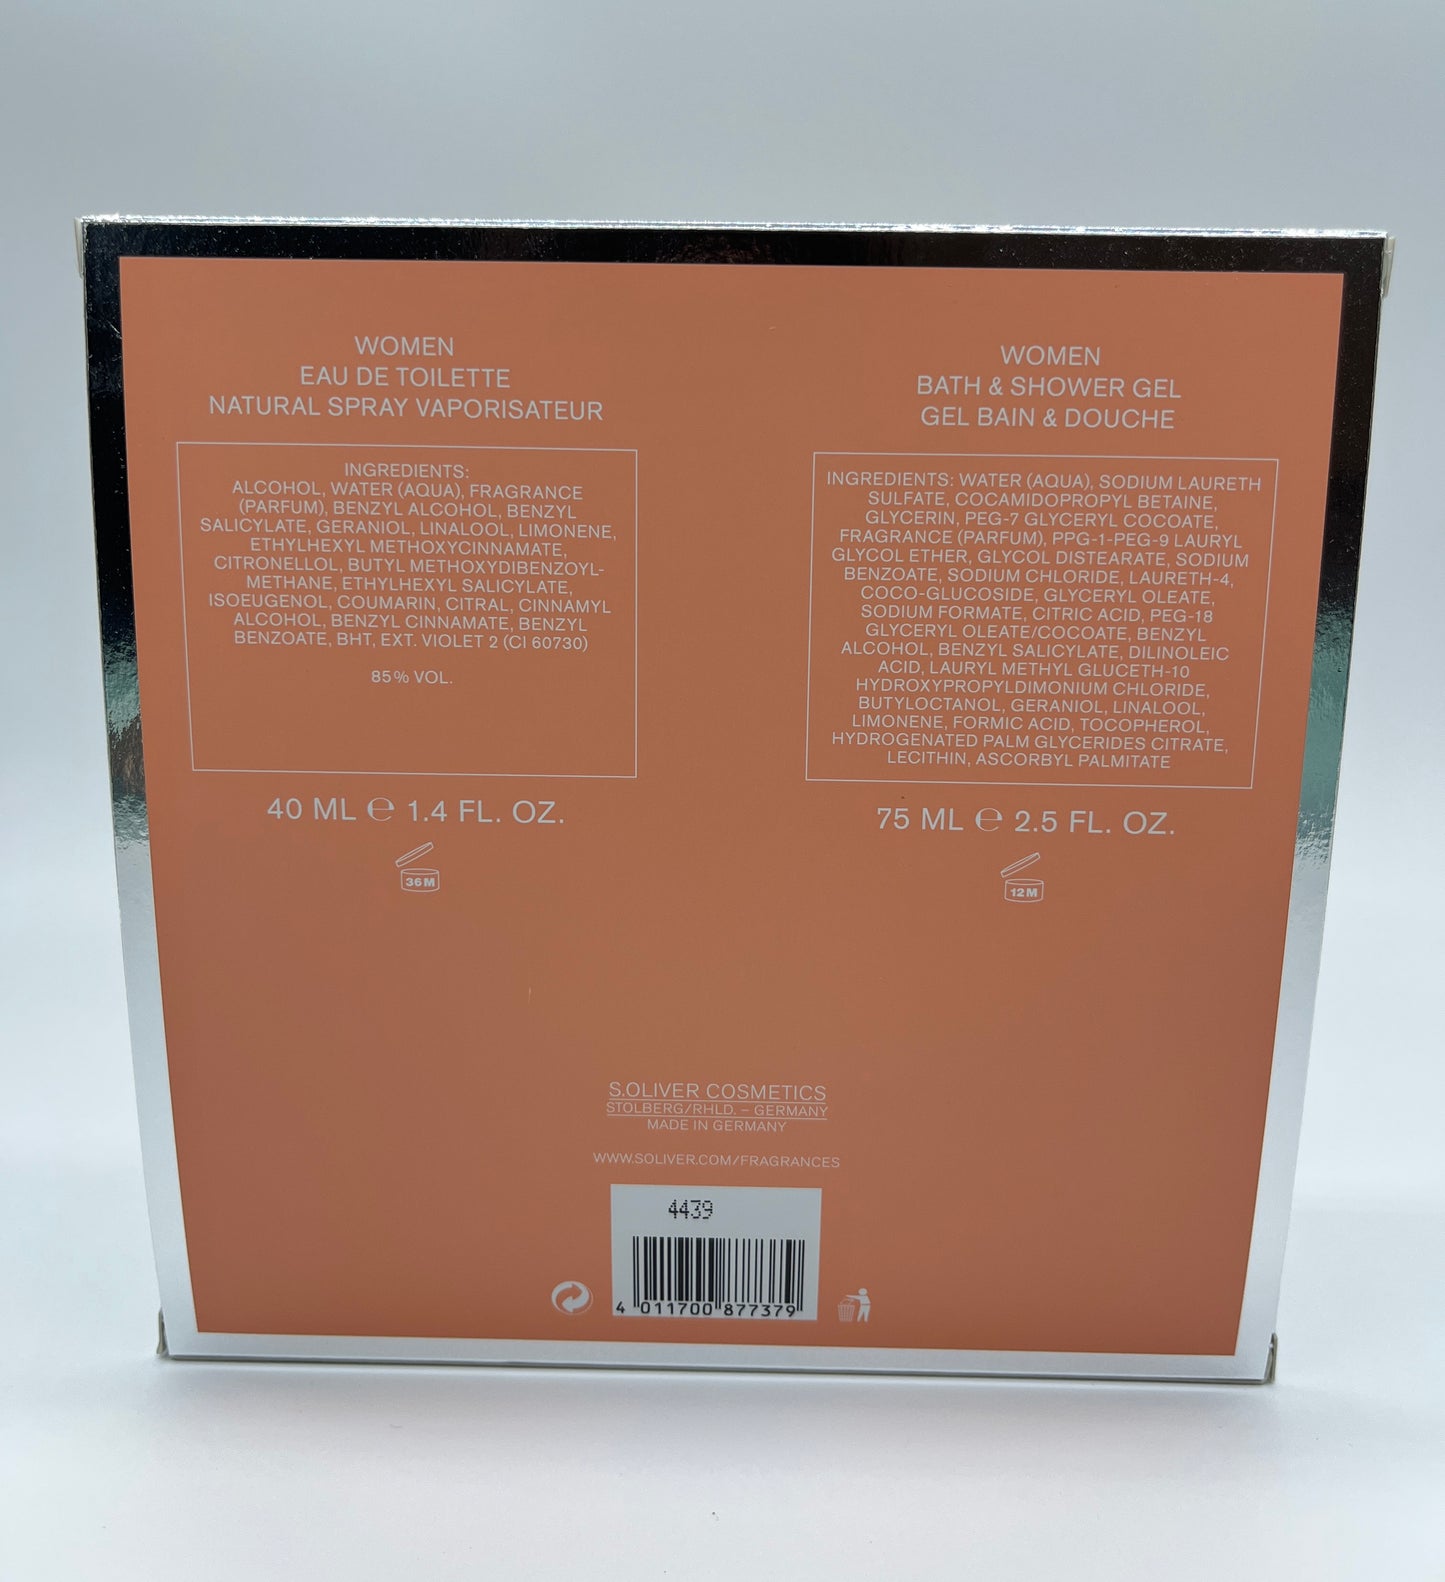 WOMEN
EAU DE TOILETTE
NATURAL SPRAY VAPORISATEUR
INGREDIENTS:
ALCOHOL, WATER (AQUA), FRAGRANCE
(PARFUM), BENZYL ALCOHOL, BENZYL
SALICYLATE, GERANIOL, LINALOOL, LIMONENE,
ETHYLHEXYL METHOXYCINNAMATE,
CITRONELLOL, BUTYL METHOXYDIBENZOYL-
METHANE, ETHYLHEXYL SALICYLATE,
ISOEUGENOL, COUMARIN, CITRAL, CINNAMYL
ALCOHOL, BENZYL CINNAMATE, BENZYL
BENZOATE, BHT, EXT. VIOLET 2 (CI 60730)
85% VOL.
40 ML ℮ 1.4 FL. OZ.
36M
WOMEN
BATH & SHOWER GEL
GEL BAIN & DOUCHE
INGREDIENTS: WATER (AQUA), SODIUM LAURETH
SULFATE, COCAMIDOPROPYL BETAINE,
GLYCERIN, PEG-7 GLYCERYL COCOATE,
FRAGRANCE (PARFUM), PPG-1-PEG-9 LAURYL
GLYCOL ETHER, GLYCOL DISTEARATE, SODIUM
BENZOATE, SODIUM CHLORIDE, LAURETH-4,
COCO-GLUCOSIDE, GLYCERYL OLEATE,
SODIUM FORMATE, CITRIC ACID, PEG-18
GLYCERYL OLEATE/COCOATE, BENZYL
ALCOHOL, BENZYL SALICYLATE, DILINOLEIC
ACID, LAURYL METHYL GLUCETH-10
HYDROXYPROPYLDIMONIUM CHLORIDE,
BUTYLOCTANOL, GERANIOL, LINALOOL,
LIMONENE, FORMIC ACID, TOCOPHEROL,
HYDROGENATED PALM GLYCERIDES CITRATE,
LECITHIN, ASCORBYL PALMITATE
75 ML ℮ 2.5 FL. OZ.
12M
S.OLIVER COSMETICS
STOLBERG/RHLD. – GERMANY
MADE IN GERMANY
WWW.SOLIVER.COM/FRAGRANCES
4439
4 011700 877379